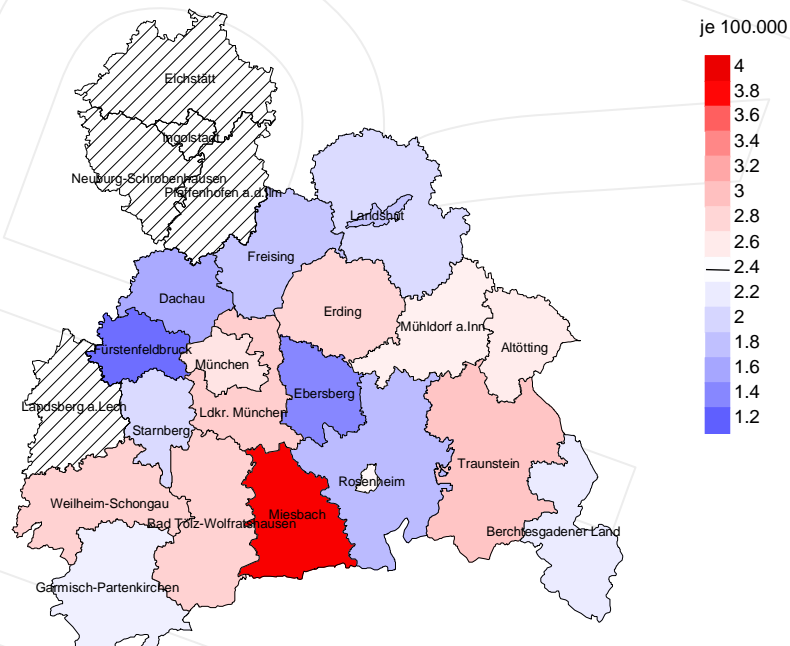 je 100.000
Eichstätt
4
3.8
3.6
Ingolstadt
3.4
3.2
Neuburg-Schrobenhausen
Pfaffenhofen a.d.Ilm
3
Landshut
2.8
2.6
Freising
2.4
Dachau
2.2
Erding
2
Mühldorf a.Inn
Fürstenfeldbruck
1.8
Altötting
München
1.6
Ebersberg
1.4
Landsberg a.Lech
Ldkr. München
1.2
Starnberg
Traunstein
Rosenheim
Weilheim-Schongau
Miesbach
Bad Tölz-Wolfratshausen
Berchtesgadener Land
Garmisch-Partenkirchen